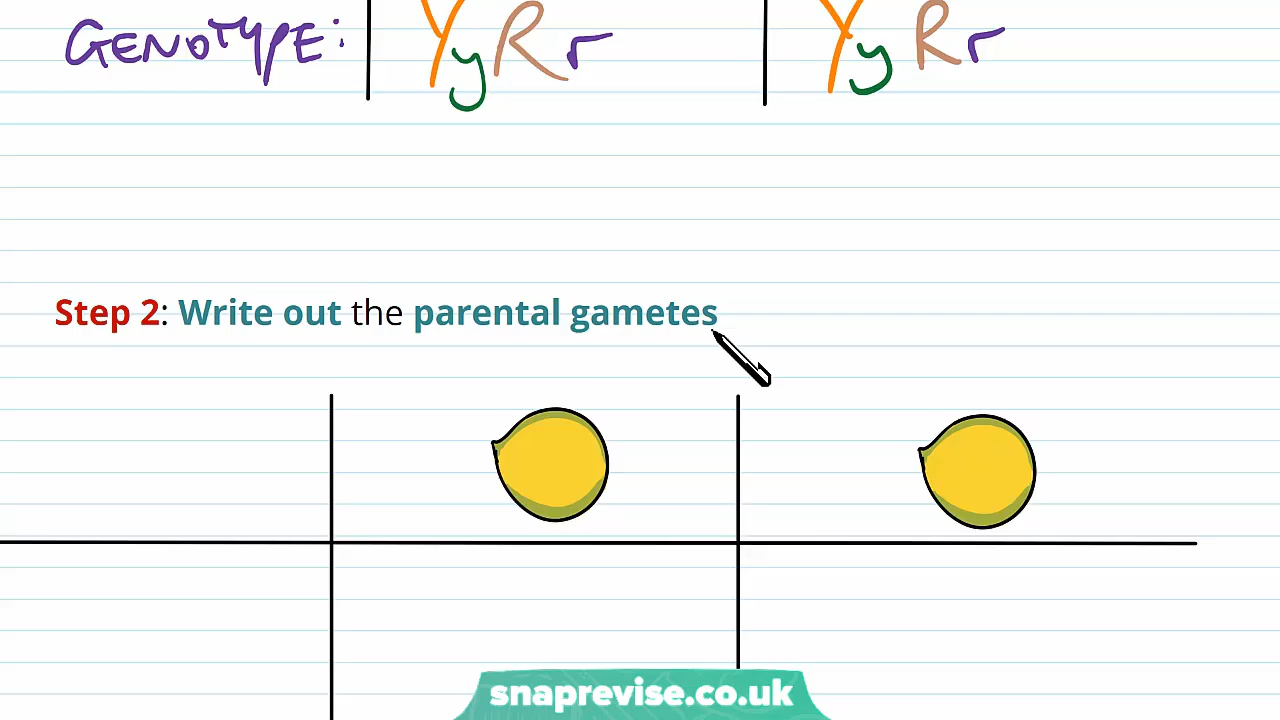 GENOTYPE: YyRr YyRr
Step 2: Write out the parental gametes
snaprevise.co.uk